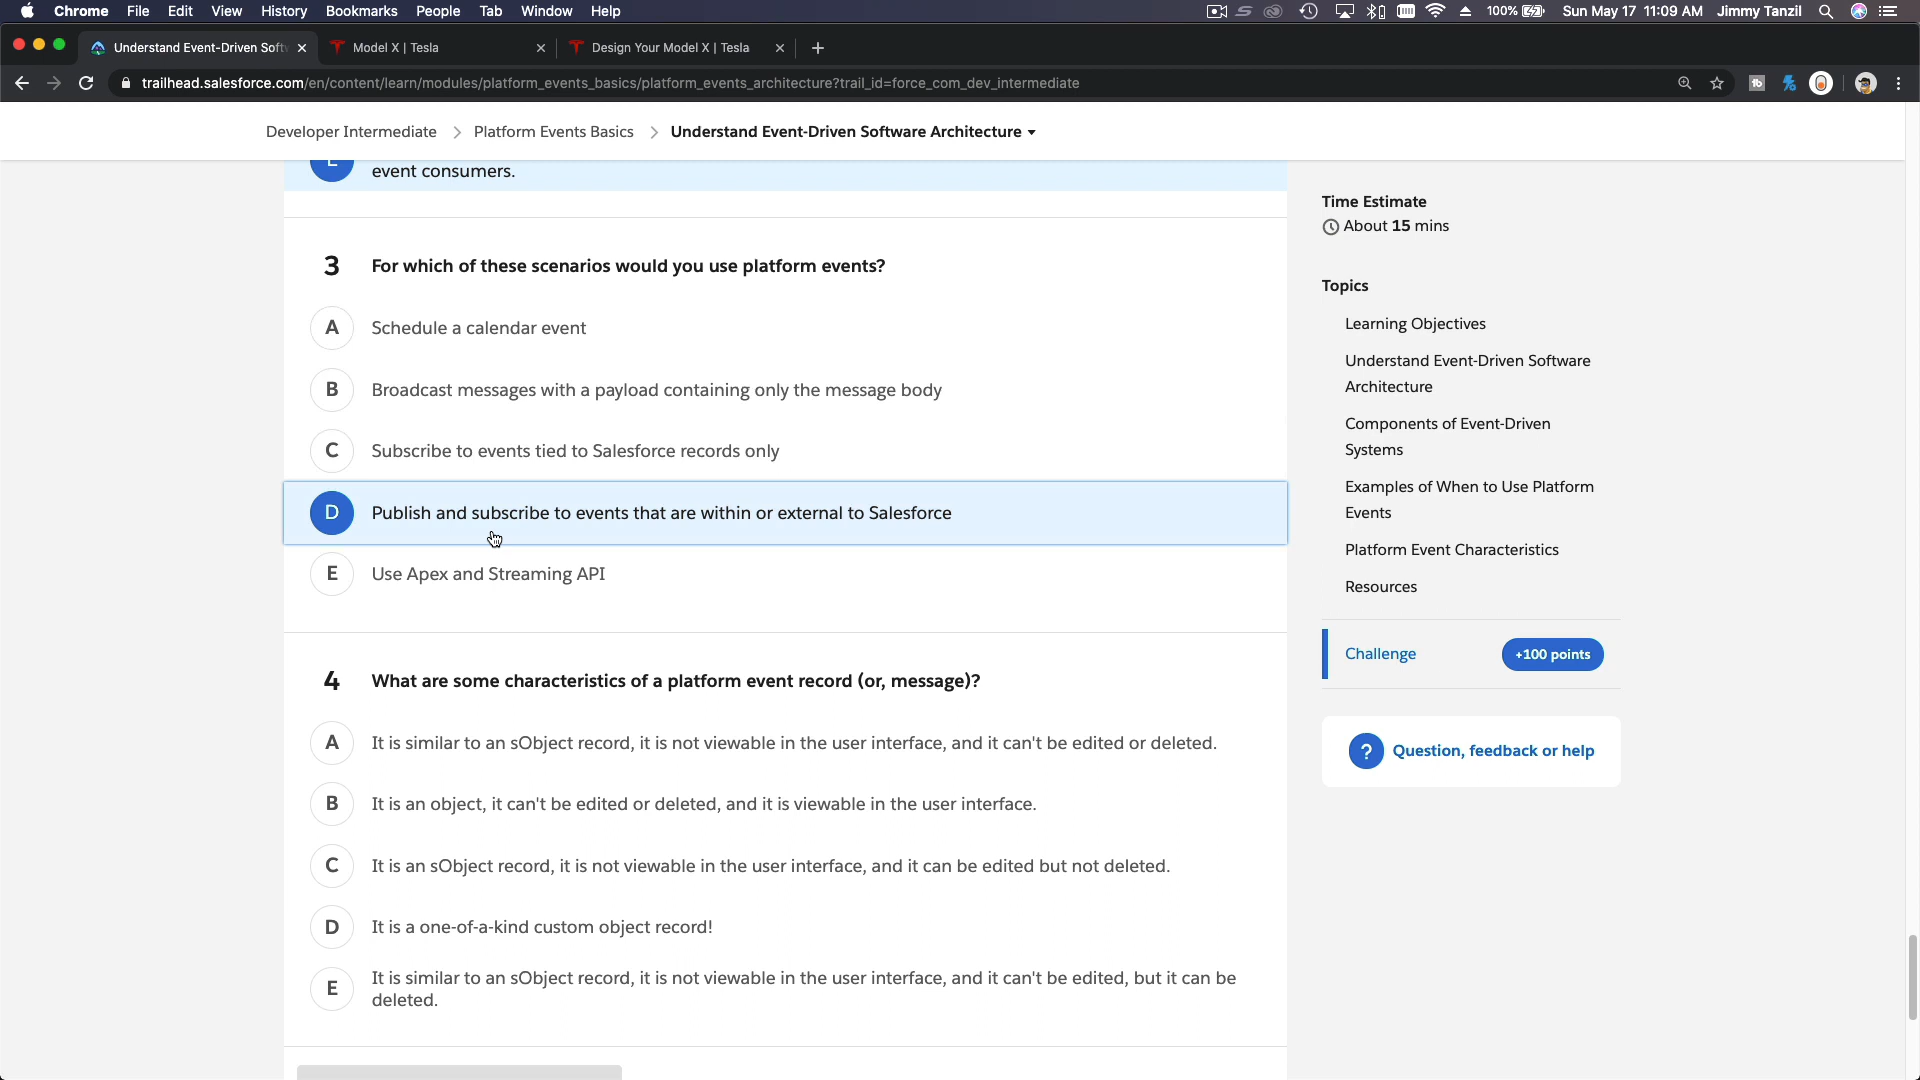 Chrome File Edit View History Bookmarks People Tab Window Help 100% Sun May 17 11:09 AM Jimmy Tanzil
Understand Event-Driven Soft Model X | Tesla Design Your Model X | Tesla
trailhead.salesforce.com/en/content/learn/modules/platform_events_basics/platform_events_architecture?trail_id=force_com_dev_intermediate
Developer Intermediate > Platform Events Basics > Understand Event-Driven Software Architecture
event consumers.
3 For which of these scenarios would you use platform events?
A Schedule a calendar event
B Broadcast messages with a payload containing only the message body
C Subscribe to events tied to Salesforce records only
D Publish and subscribe to events that are within or external to Salesforce
E Use Apex and Streaming API
4 What are some characteristics of a platform event record (or, message)?
A It is similar to an sObject record, it is not viewable in the user interface, and it can't be edited or deleted.
B It is an object, it can't be edited or deleted, and it is viewable in the user interface.
C It is an sObject record, it is not viewable in the user interface, and it can be edited but not deleted.
D It is a one-of-a-kind custom object record!
E It is similar to an sObject record, it is not viewable in the user interface, and it can't be edited, but it can be
deleted.
Time Estimate
About 15 mins
Topics
Learning Objectives
Understand Event-Driven Software
Architecture
Components of Event-Driven
Systems
Examples of When to Use Platform
Events
Platform Event Characteristics
Resources
Challenge +100 points
? Question, feedback or help